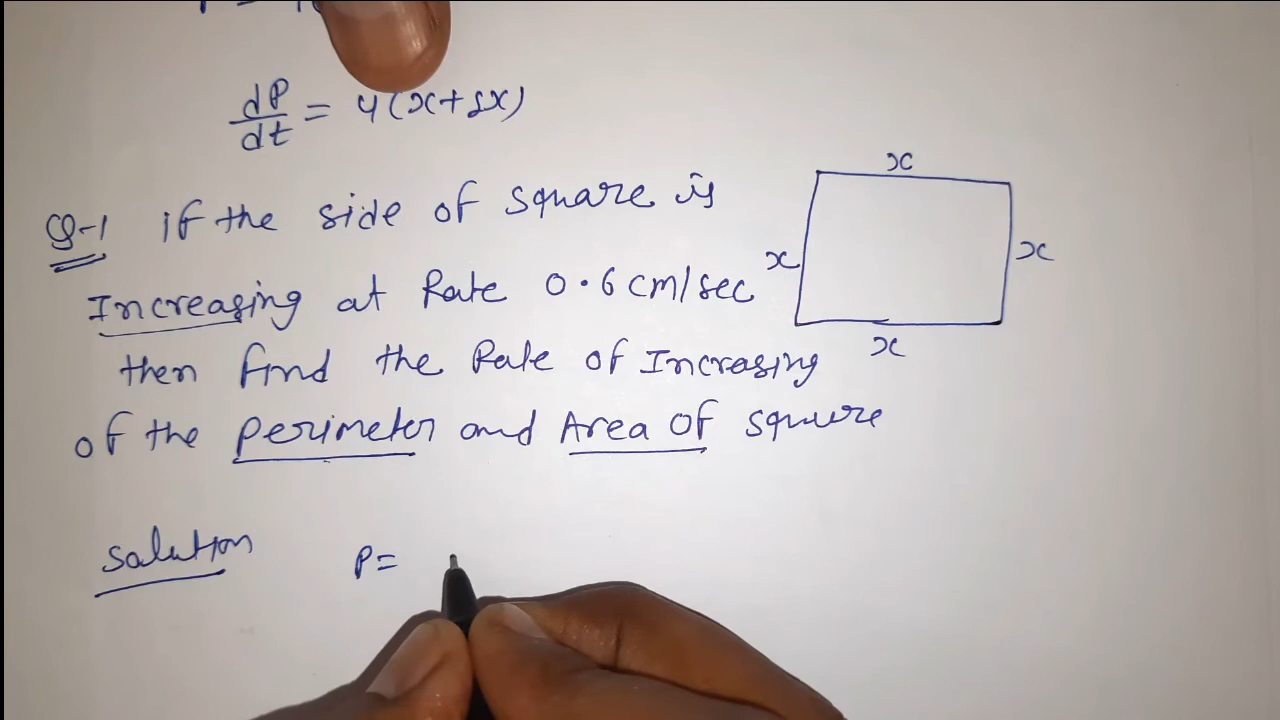 dP/dt = 4(x+δx)
x
Q-1 if the side of square is
x
x
Increasing at Rate 0.6 cm/sec
x
then find the Rate of Incresing
of the perimeter and Area of square
solution P=